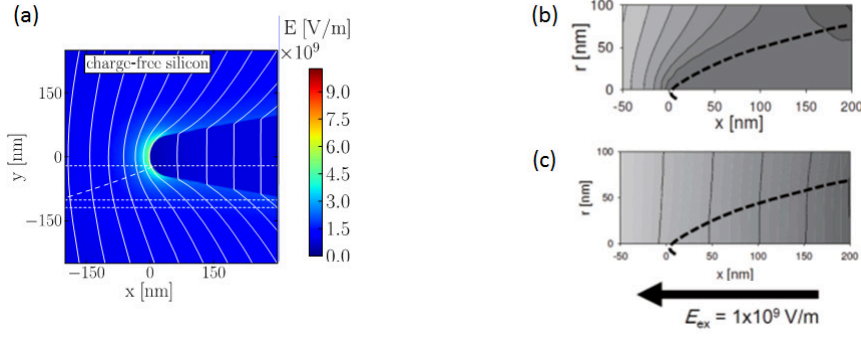 (a)
E [V/m]
×10⁹
charge-free silicon
150
0
−150
y [nm]
−150
0
150
x [nm]
9.0
7.5
6.0
4.5
3.0
1.5
0.0
(b)
100
50
0
r [nm]
-50
0
50
100
150
200
x [nm]
(c)
100
50
0
r [nm]
-50
0
50
100
150
200
x [nm]
E_ex = 1x10⁹ V/m